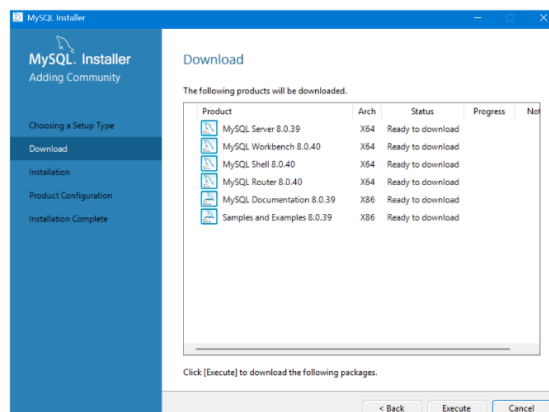 MySQL Installer
MySQL. Installer
Adding Community
Choosing a Setup Type
Download
Installation
Product Configuration
Installation Complete
Download
The following products will be downloaded.
Product Arch Status Progress Not
MySQL Server 8.0.39 X64 Ready to download
MySQL Workbench 8.0.40 X64 Ready to download
MySQL Shell 8.0.40 X64 Ready to download
MySQL Router 8.0.40 X64 Ready to download
MySQL Documentation 8.0.39 X86 Ready to download
Samples and Examples 8.0.39 X86 Ready to download
Click [Execute] to download the following packages.
< Back Execute Cancel